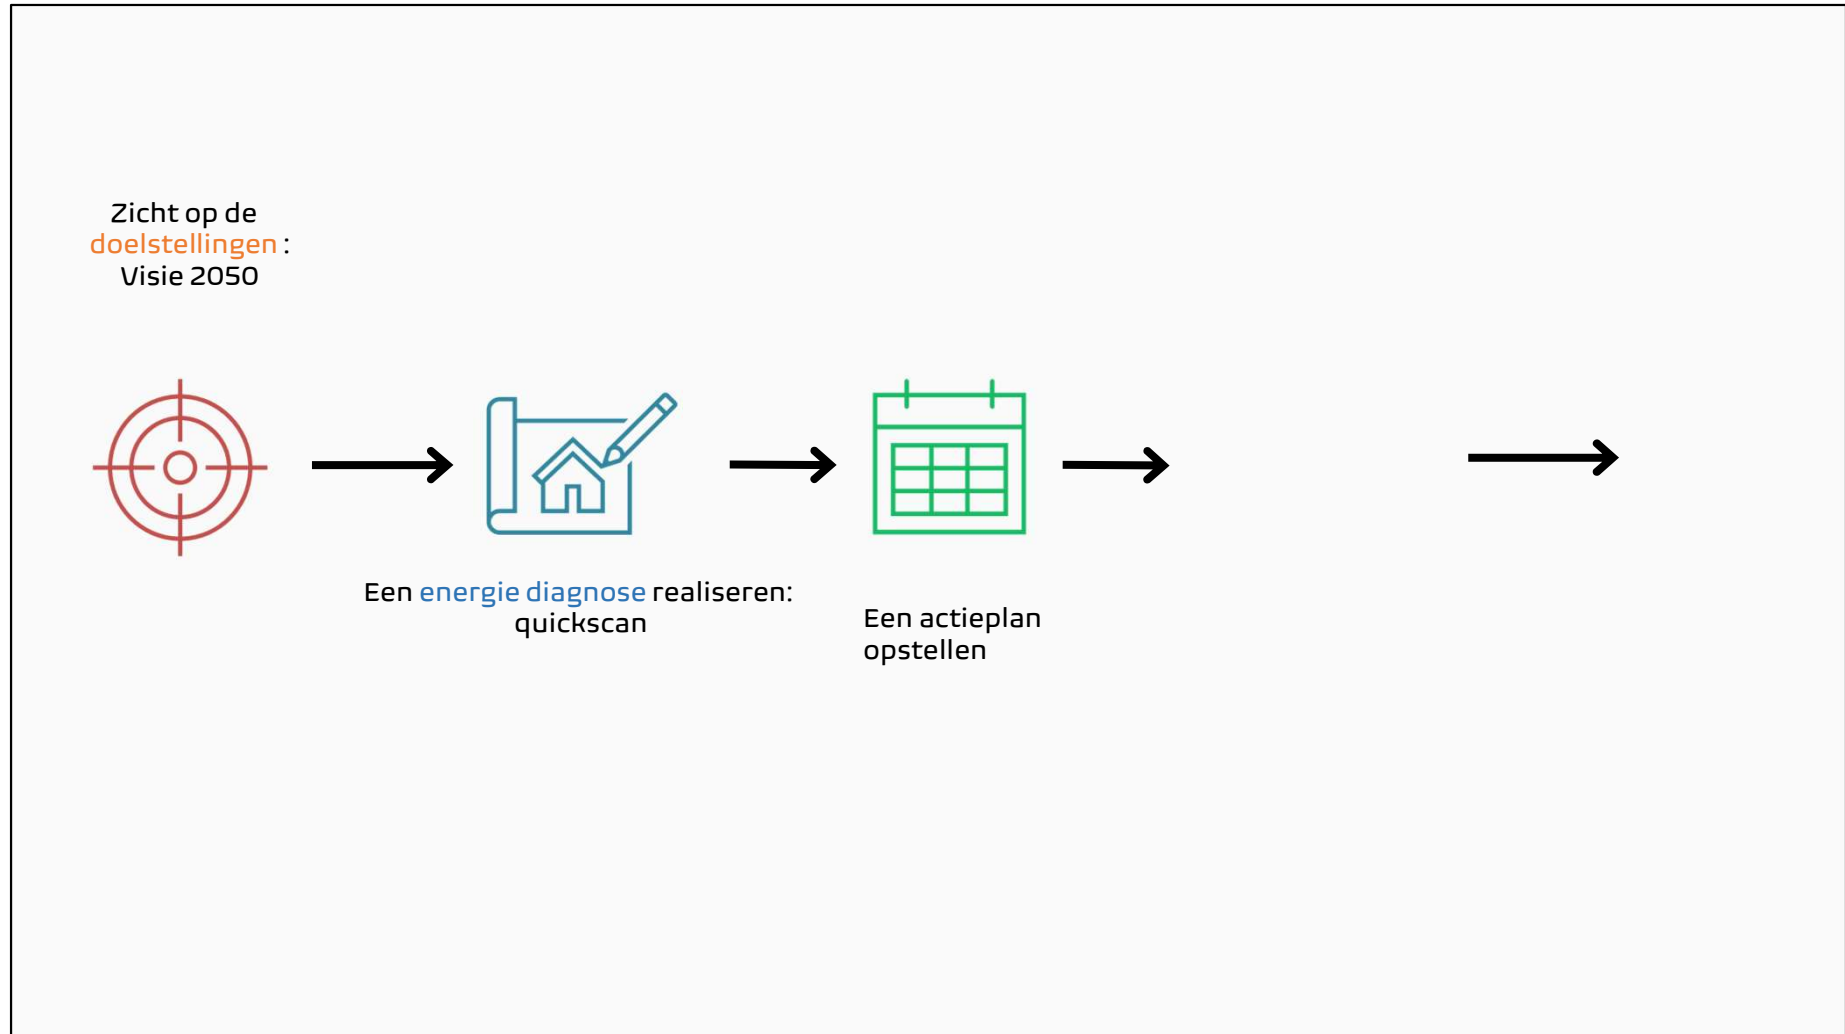 Zicht op de
doelstellingen :
Visie 2050
Een energie diagnose realiseren:
quickscan
Een actieplan
opstellen